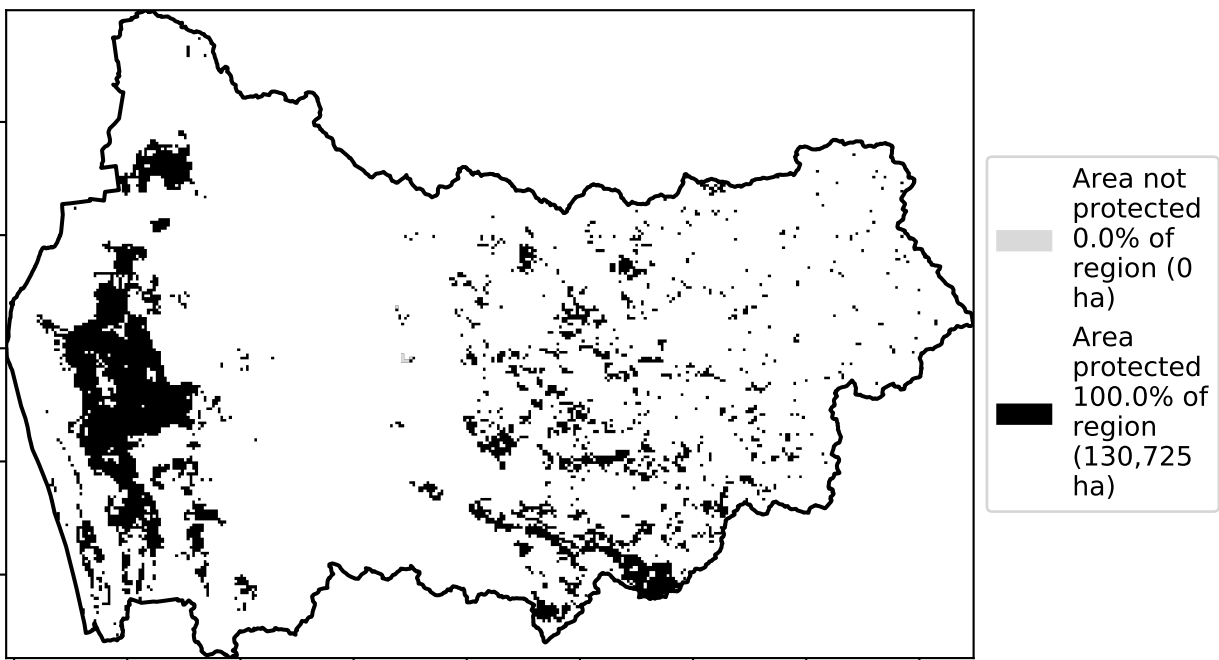 Area not
protected
0.0% of
region (0
ha)
Area
protected
100.0% of
region
(130,725
ha)